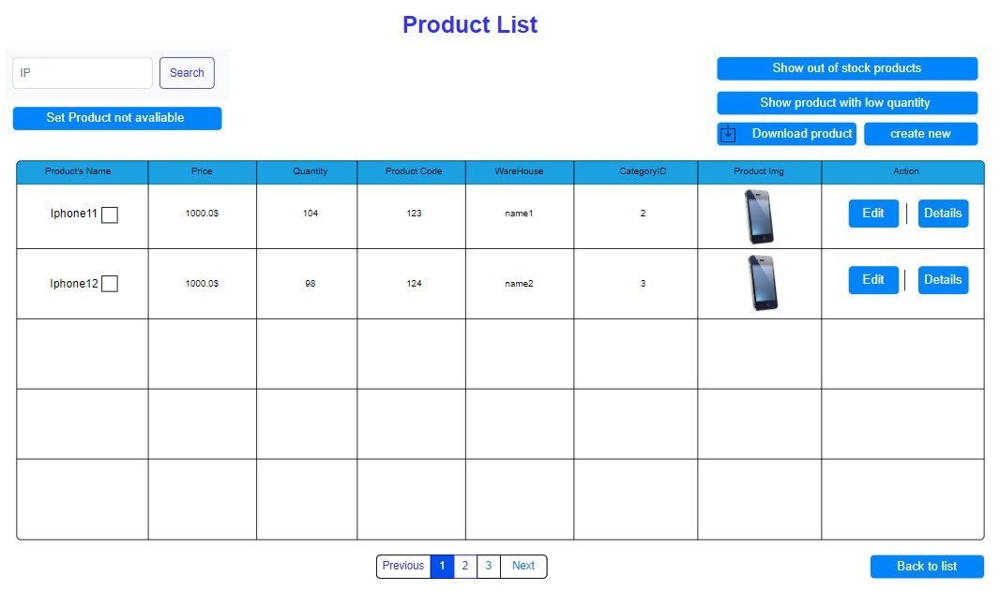 Product List
IP
Search
Show out of stock products
Show product with low quantity
Set Product not avaliable
Download product
create new
Product's Name Price Quantity Product Code WareHouse CategoryID Product Img Action
Iphone11 1000.0$ 104 123 name1 2 Edit | Details
Iphone12 1000.0$ 98 124 name2 3 Edit | Details
Previous 1 2 3 Next
Back to list